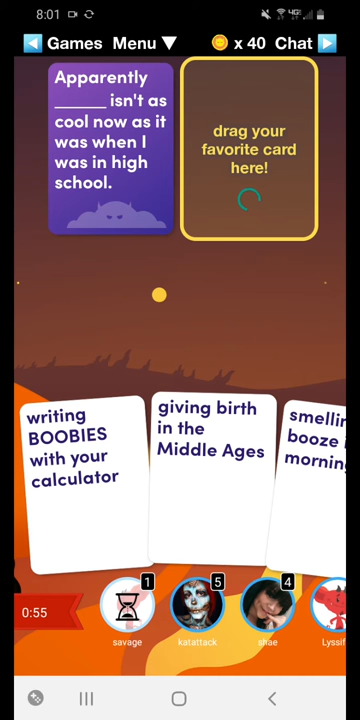 8:01
Games Menu x 40 Chat
Apparently
______ isn't as
cool now as it
was when I
was in high
school.
drag your
favorite card
here!
writing
BOOBIES
with your
calculator
giving birth
in the
Middle Ages
smellin
booze i
mornin
0:55
1
5
4
savage
katattack
shae
Lyssif